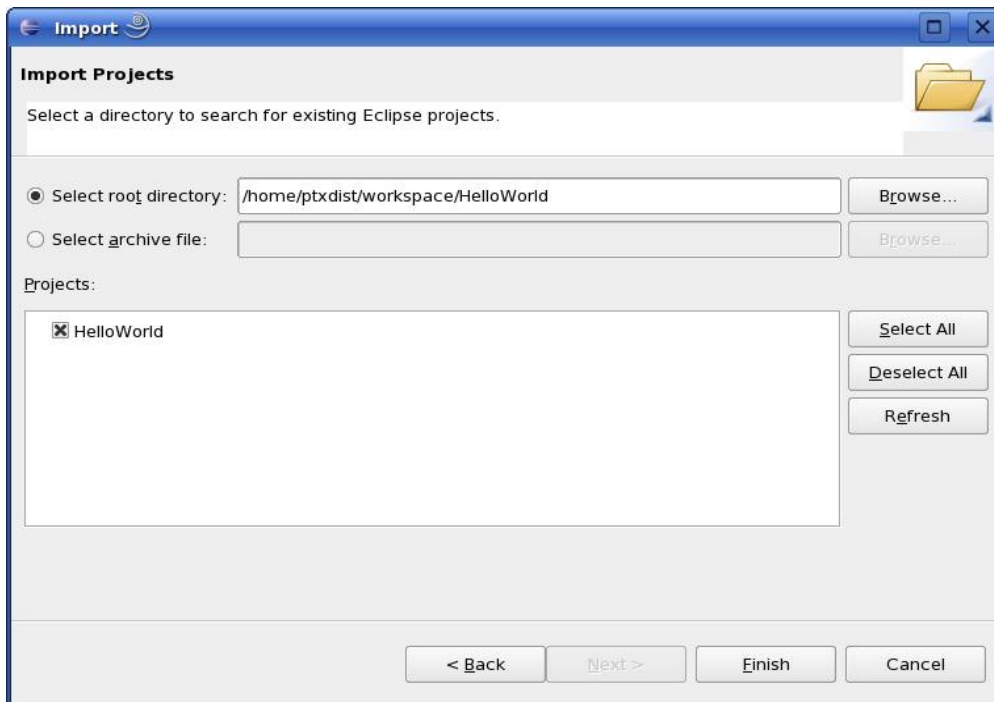 Import
Import Projects
Select a directory to search for existing Eclipse projects.
Select root directory: /home/ptxdist/workspace/HelloWorld Browse...
Select archive file: Browse...
Projects:
HelloWorld
Select All
Deselect All
Refresh
< Back Next > Finish Cancel